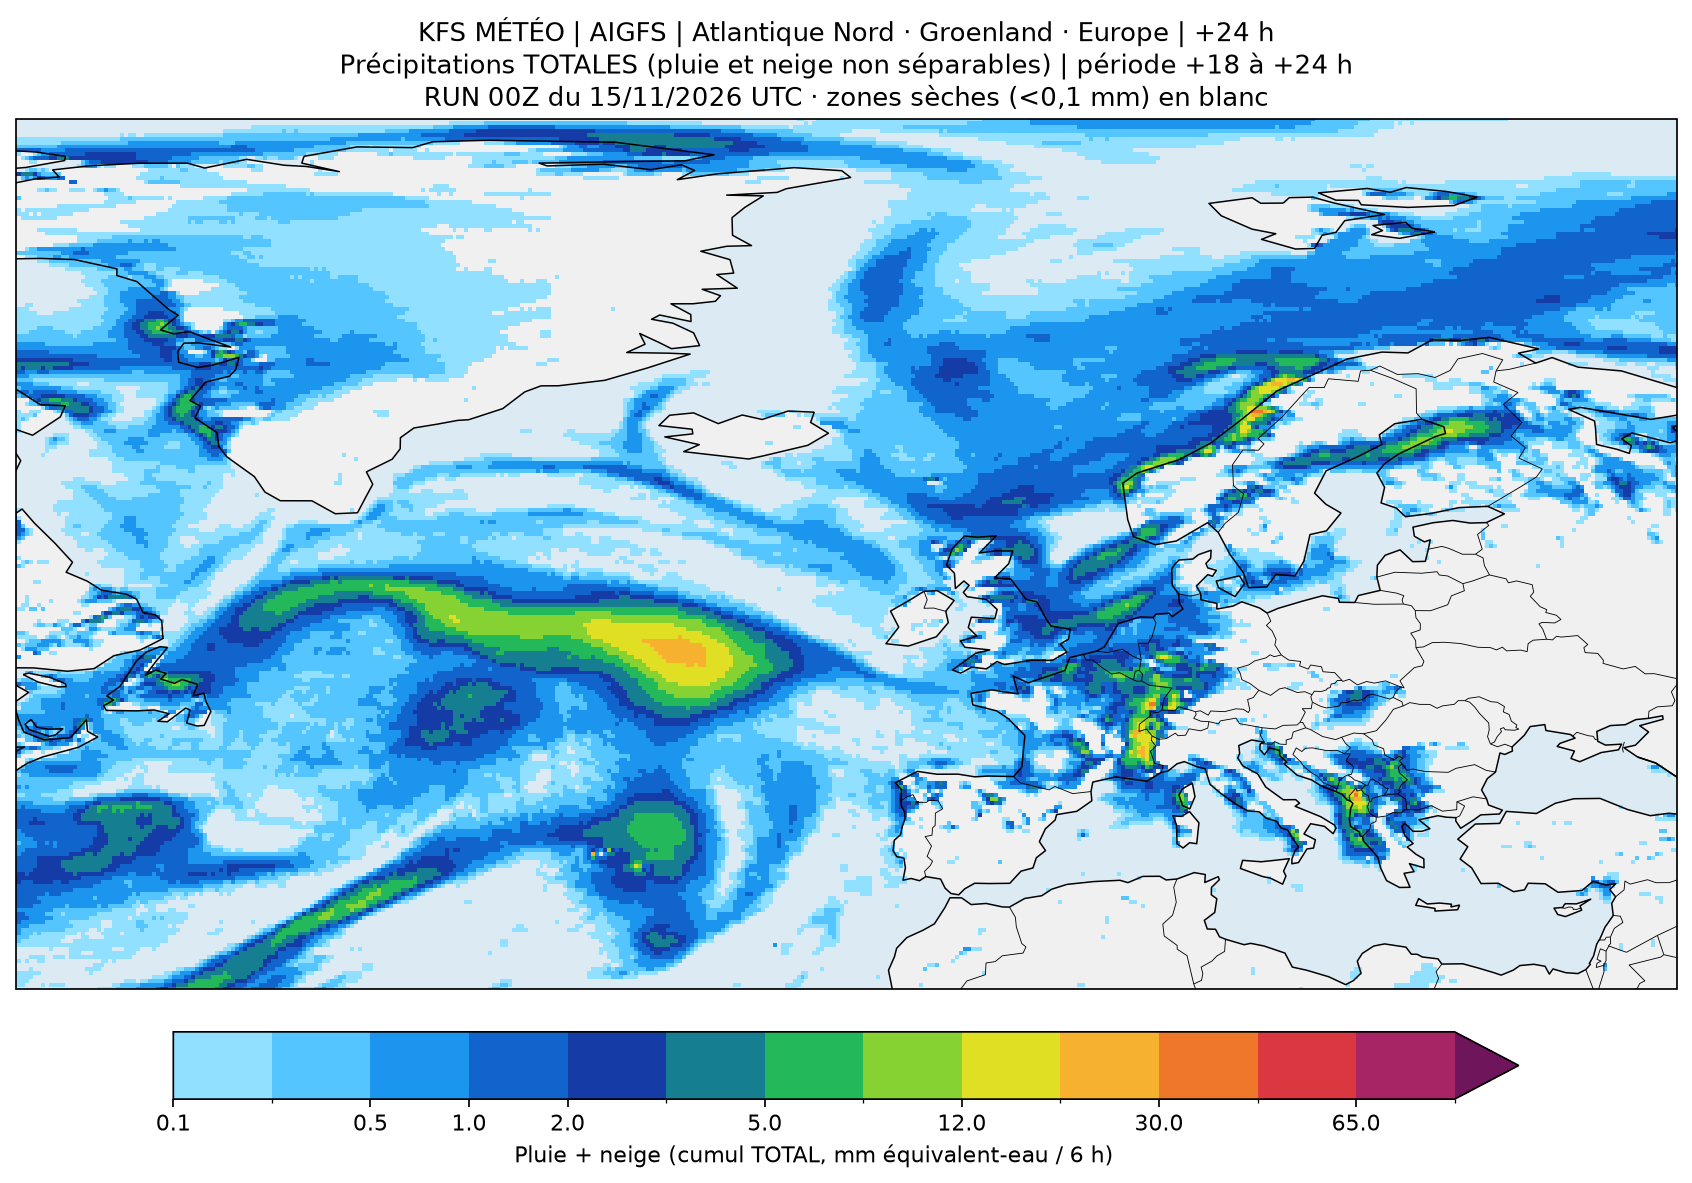 KFS MÉTÉO | AIGFS | Atlantique Nord · Groenland · Europe | +24 h
Précipitations TOTALES (pluie et neige non séparables) | période +18 à +24 h
RUN 00Z du 15/11/2026 UTC · zones sèches (<0,1 mm) en blanc
0.1 0.5 1.0 2.0 5.0 12.0 30.0 65.0
Pluie + neige (cumul TOTAL, mm équivalent-eau / 6 h)